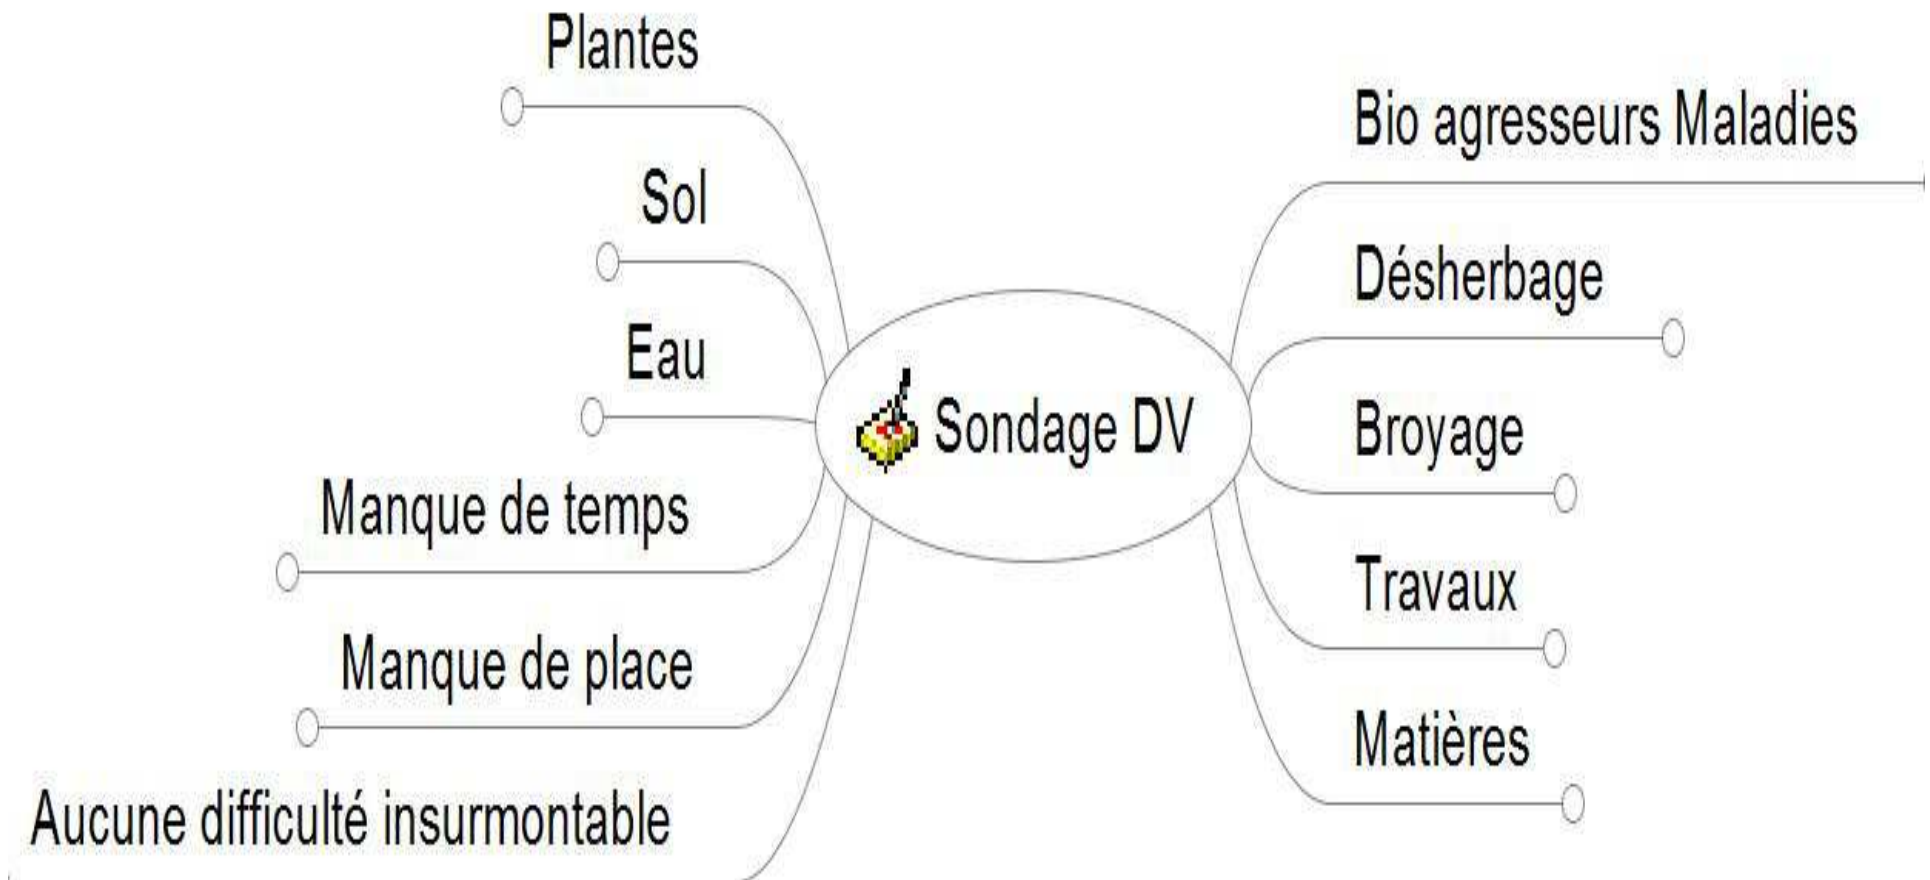 Plantes
Sol
Eau
Manque de temps
Manque de place
Aucune difficulté insurmontable
Sondage DV
Bio agresseurs Maladies
Désherbage
Broyage
Travaux
Matières